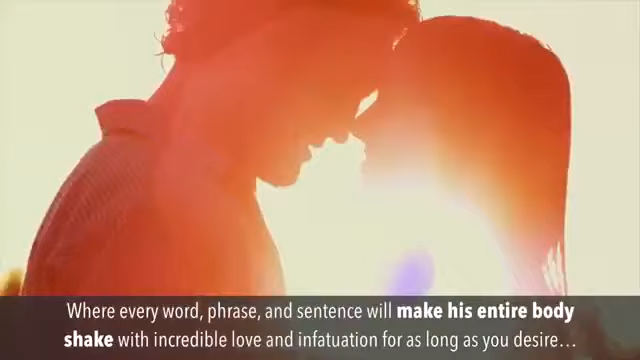 Where every word, phrase, and sentence will make his entire body
shake with incredible love and infatuation for as long as you desire…